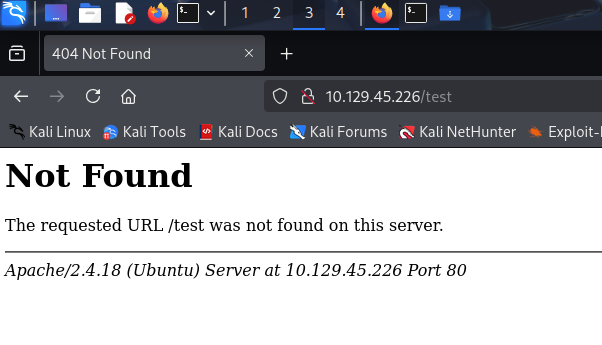 1 2 3 4
404 Not Found
10.129.45.226/test
Kali Linux Kali Tools Kali Docs Kali Forums Kali NetHunter Exploit-
Not Found
The requested URL /test was not found on this server.
Apache/2.4.18 (Ubuntu) Server at 10.129.45.226 Port 80